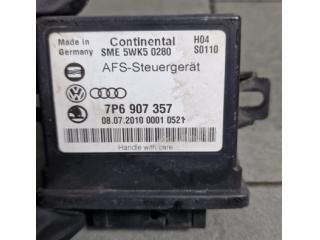 Made in
Germany
Continental
SME 5WK5 0280
H04
S0110
AFS-Steuergerät
7P6 907 357
08.07.2010 0001 0521
Handle with care